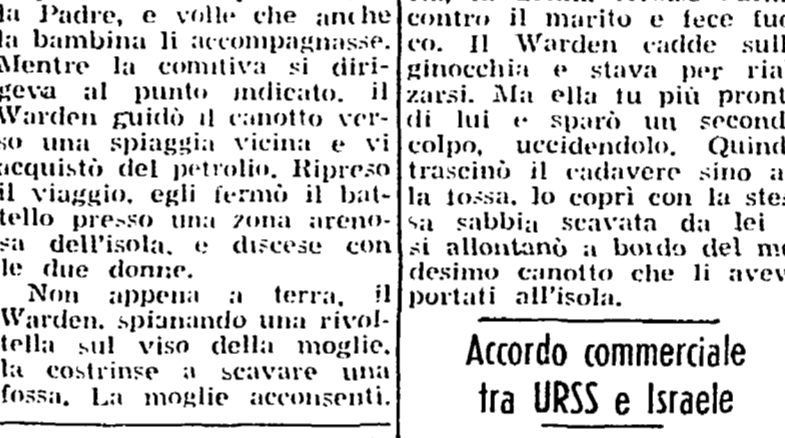 la Padre, e volle che anche
la bambina li accompagnasse.
Mentre la comitiva si diri-
geva al punto indicato, il
Warden guidò il canotto ver-
so una spiaggia vicina e vi
acquistò del petrolio. Ripreso
il viaggio, egli fermò il bat-
tello presso una zona areno-
sa dell'isola, e discese con
le due donne.
Non appena a terra, il
Warden, spianando una rivol-
tella sul viso della moglie,
la costrinse a scavare una
fossa. La moglie acconsentì.
contro il marito e fece fuo
co. Il Warden cadde sull
ginocchia e stava per rial
zarsi. Ma ella fu più pront
di lui e sparò un second
colpo, uccidendolo. Quind
trascinò il cadavere sino a
la fossa, lo coprì con la ste
sa sabbia scavata da lei
si allontanò a bordo del me
desimo canotto che li avev
portati all'isola.
Accordo commerciale
tra URSS e Israele